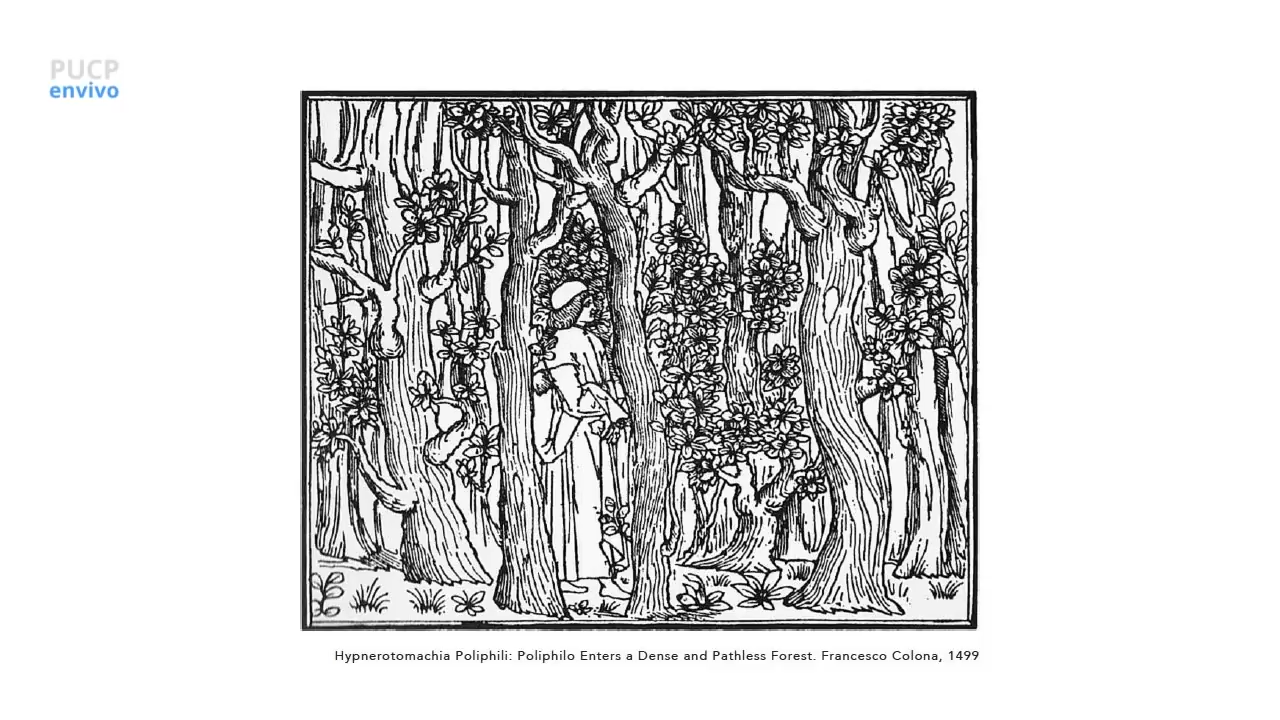 PUCP
envivo
Hypnerotomachia Poliphili: Poliphilo Enters a Dense and Pathless Forest. Francesco Colona, 1499